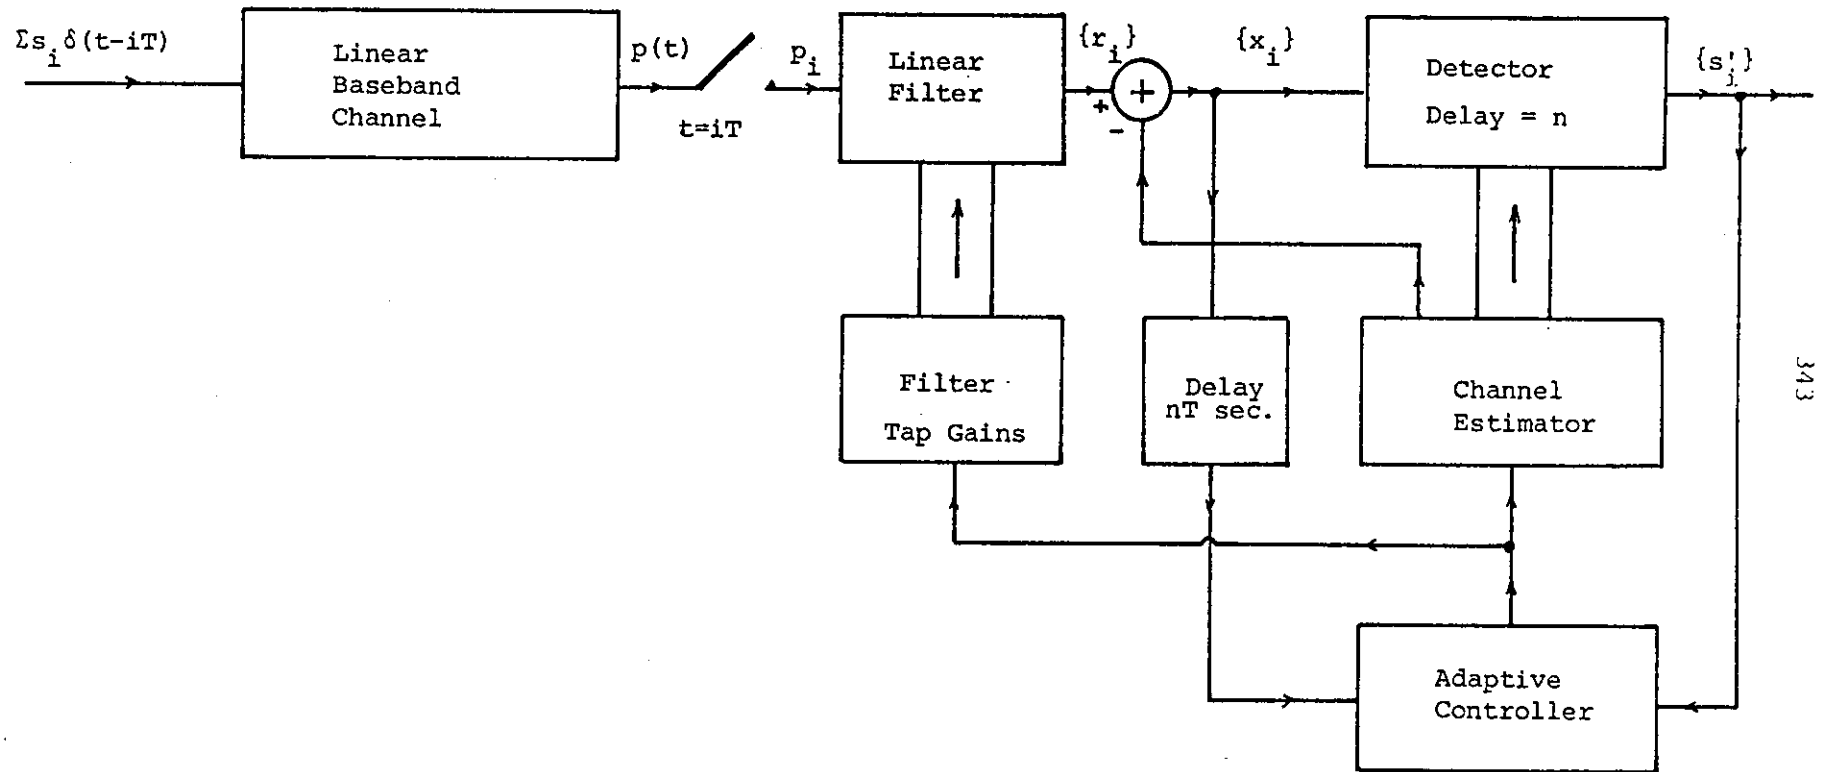 Σs_i δ(t-iT)
Linear
Baseband
Channel
p(t)
t=iT
p_i
Linear
Filter
{r_i}
+
+
-
{x_i}
Detector
Delay = n
{s'_i}
Filter
Tap Gains
Delay
nT sec.
Channel
Estimator
Adaptive
Controller
343